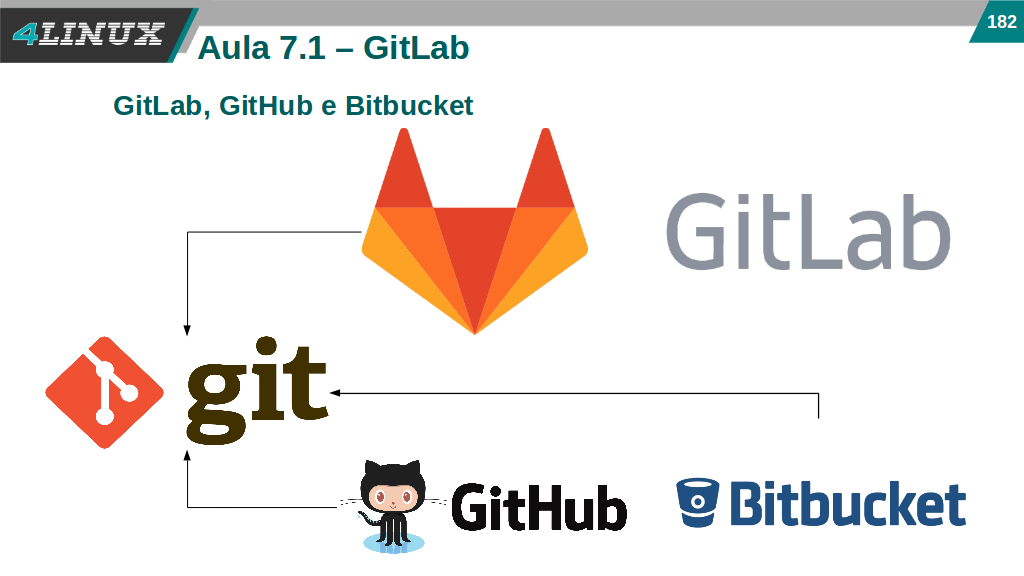 4LINUX
182
Aula 7.1 – GitLab
GitLab, GitHub e Bitbucket
GitLab
git
GitHub
Bitbucket